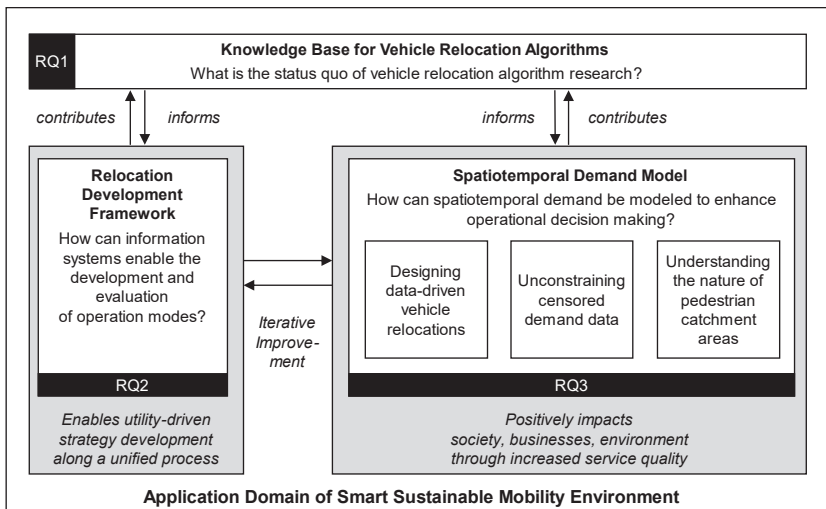 RQ1
Knowledge Base for Vehicle Relocation Algorithms
What is the status quo of vehicle relocation algorithm research?
contributes
informs
informs
contributes
Relocation
Development
Framework
How can information
systems enable the
development and
evaluation
of operation modes?
RQ2
Enables utility-driven
strategy development
along a unified process
Iterative
Improve-
ment
Spatiotemporal Demand Model
How can spatiotemporal demand be modeled to enhance
operational decision making?
Designing
data-driven
vehicle
relocations
Unconstraining
censored
demand data
Understanding
the nature of
pedestrian
catchment
areas
RQ3
Positively impacts
society, businesses, environment
through increased service quality
Application Domain of Smart Sustainable Mobility Environment